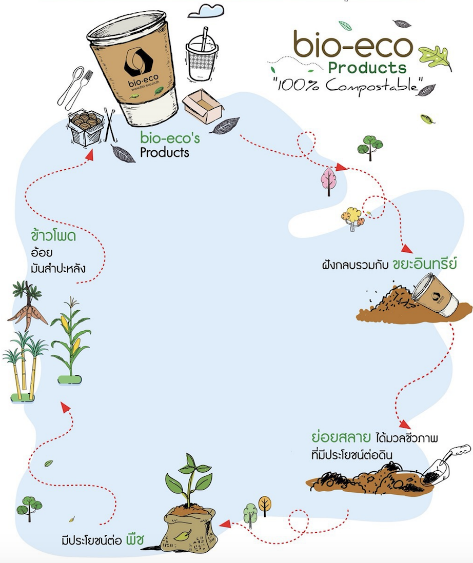 bio-eco
Products
"100% Compostable"
bio-eco
bio-eco's
Products
ข้าวโพด
อ้อย
มันสำปะหลัง
ฝังกลบรวมกับ ขยะอินทรีย์
ย่อยสลาย ได้มวลชีวภาพ
ที่มีประโยชน์ต่อดิน
มีประโยชน์ต่อ พืช